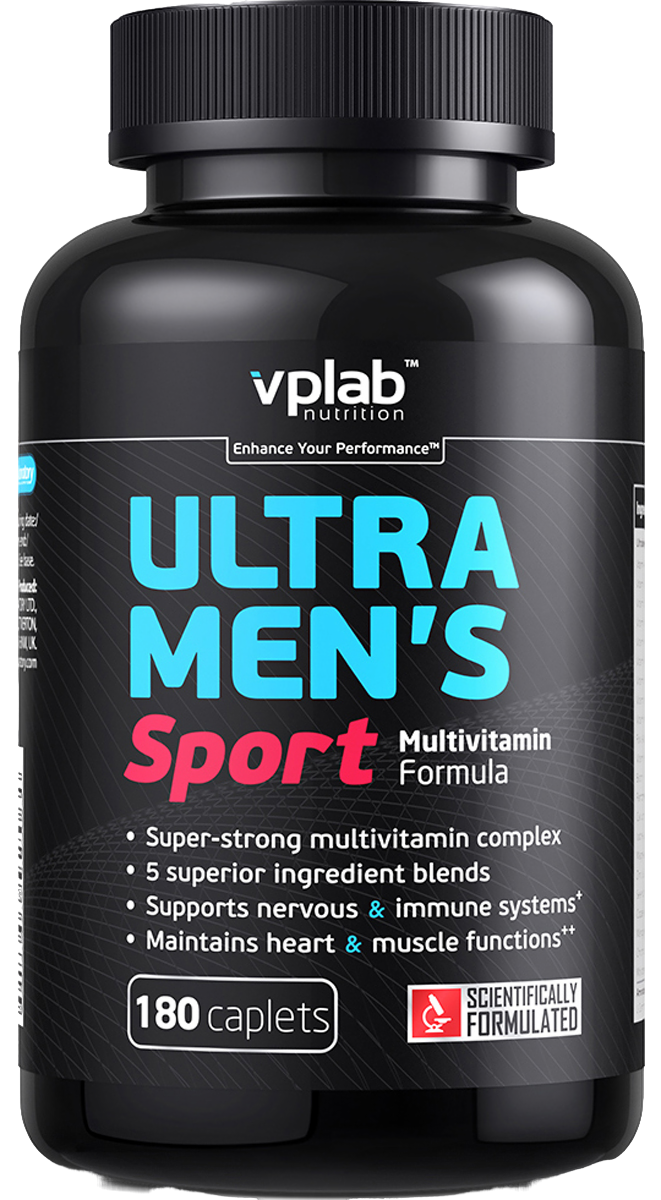 vplab™
nutrition
Enhance Your Performance™
ULTRA
MEN'S
Sport
Multivitamin
Formula
• Super-strong multivitamin complex
• 5 superior ingredient blends
• Supports nervous & immune systems⁺
• Maintains heart & muscle functions⁺⁺
180 caplets
SCIENTIFICALLY
FORMULATED
UK.